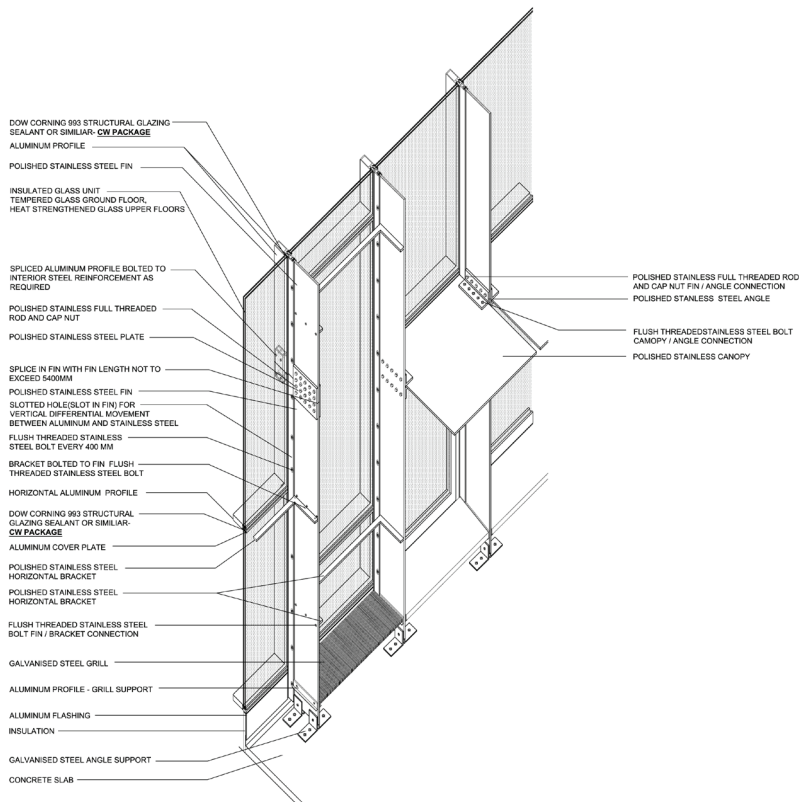 DOW CORNING 993 STRUCTURAL GLAZING
SEALANT OR SIMILIAR- CW PACKAGE
ALUMINUM PROFILE
POLISHED STAINLESS STEEL FIN
INSULATED GLASS UNIT
TEMPERED GLASS GROUND FLOOR,
HEAT STRENGTHENED GLASS UPPER FLOORS
SPLICED ALUMINUM PROFILE BOLTED TO
INTERIOR STEEL REINFORCEMENT AS
REQUIRED
POLISHED STAINLESS FULL THREADED
ROD AND CAP NUT
POLISHED STAINLESS STEEL PLATE
SPLICE IN FIN WITH FIN LENGTH NOT TO
EXCEED 5400MM
POLISHED STAINLESS STEEL FIN
SLOTTED HOLE(SLOT IN FIN) FOR
VERTICAL DIFFERENTIAL MOVEMENT
BETWEEN ALUMINUM AND STAINLESS STEEL
FLUSH THREADED STAINLESS
STEEL BOLT EVERY 400 MM
BRACKET BOLTED TO FIN FLUSH
THREADED STAINLESS STEEL BOLT
HORIZONTAL ALUMINUM PROFILE
DOW CORNING 993 STRUCTURAL
GLAZING SEALANT OR SIMILIAR-
CW PACKAGE
ALUMINUM COVER PLATE
POLISHED STAINLESS STEEL
HORIZONTAL BRACKET
POLISHED STAINLESS STEEL
HORIZONTAL BRACKET
FLUSH THREADED STAINLESS STEEL
BOLT FIN / BRACKET CONNECTION
GALVANISED STEEL GRILL
ALUMINUM PROFILE - GRILL SUPPORT
ALUMINUM FLASHING
INSULATION
GALVANISED STEEL ANGLE SUPPORT
CONCRETE SLAB
POLISHED STAINLESS FULL THREADED ROD
AND CAP NUT FIN / ANGLE CONNECTION
POLISHED STANLESS STEEL ANGLE
FLUSH THREADEDSTAINLESS STEEL BOLT
CAMOPY / ANGLE CONNECTION
POLISHED STAINLESS CANOPY